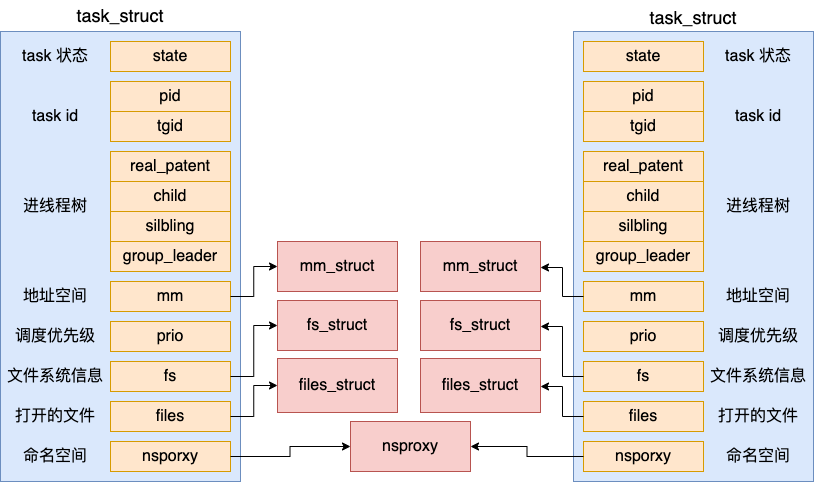 task_struct
task 状态
state
task id
pid
tgid
进线程树
real_patent
child
silbling
group_leader
地址空间
mm
调度优先级
prio
文件系统信息
fs
打开的文件
files
命名空间
nsporxy
mm_struct
fs_struct
files_struct
mm_struct
fs_struct
files_struct
nsproxy
task_struct
state
task 状态
pid
tgid
task id
real_patent
child
silbling
group_leader
进线程树
mm
地址空间
prio
调度优先级
fs
文件系统信息
files
打开的文件
nsporxy
命名空间